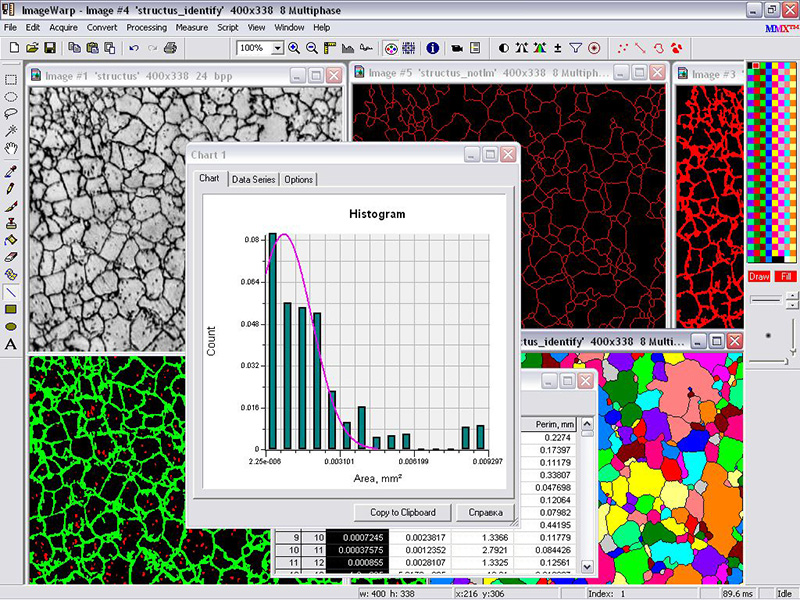 ImageWarp - Image #4 'structus_identify' 400x338 8 Multiphase
File Edit Acquire Convert Processing Measure Script View Window Help
MMX™
100%
Image #1 'structus' 400x338 24 bpp
Image #5 'structus_notlm' 400x338 8 Multiph...
Image #3
Chart 1
Chart Data Series Options
Histogram
0.08
0.064
0.048
0.032
0.016
0
Count
2.25e-006 0.003101 0.006199 0.009297
Area, mm²
Copy to Clipboard Справка
Draw Fill
ctus_identify' 400x338 8 Multi...
Perim, mm
0.2274
0.17397
0.11179
0.33807
0.047698
0.12064
0.07982
0.44195
9 10 0.0007245 0.0023817 1.3366 0.11779
10 11 0.00037575 0.0012352 2.7921 0.084426
11 12 0.000855 0.0028107 1.3325 0.12561
w: 400 h: 338 x:216 y:306 Index: 1 89.6 ms Idle